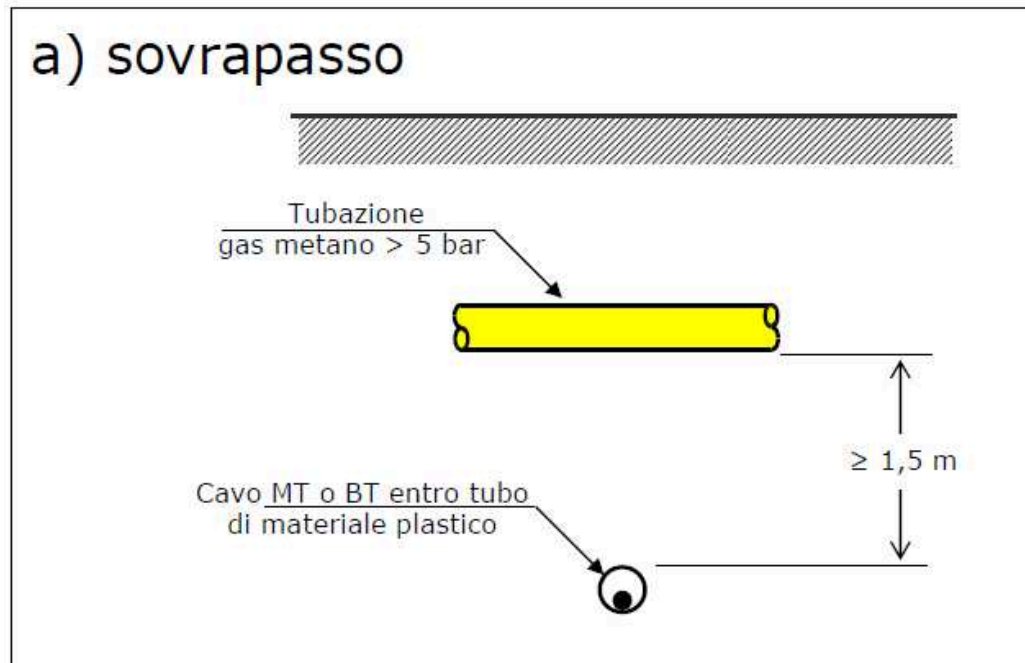 a) sovrapasso
Tubazione
gas metano > 5 bar
≥ 1,5 m
Cavo MT o BT entro tubo
di materiale plastico